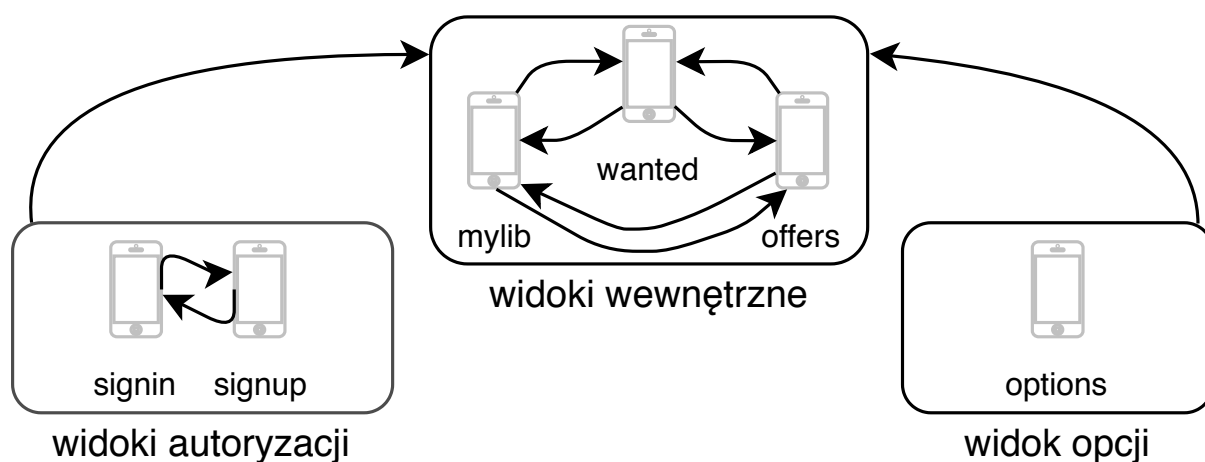 wanted
mylib
offers
widoki wewnętrzne
signin signup
options
widoki autoryzacji
widok opcji